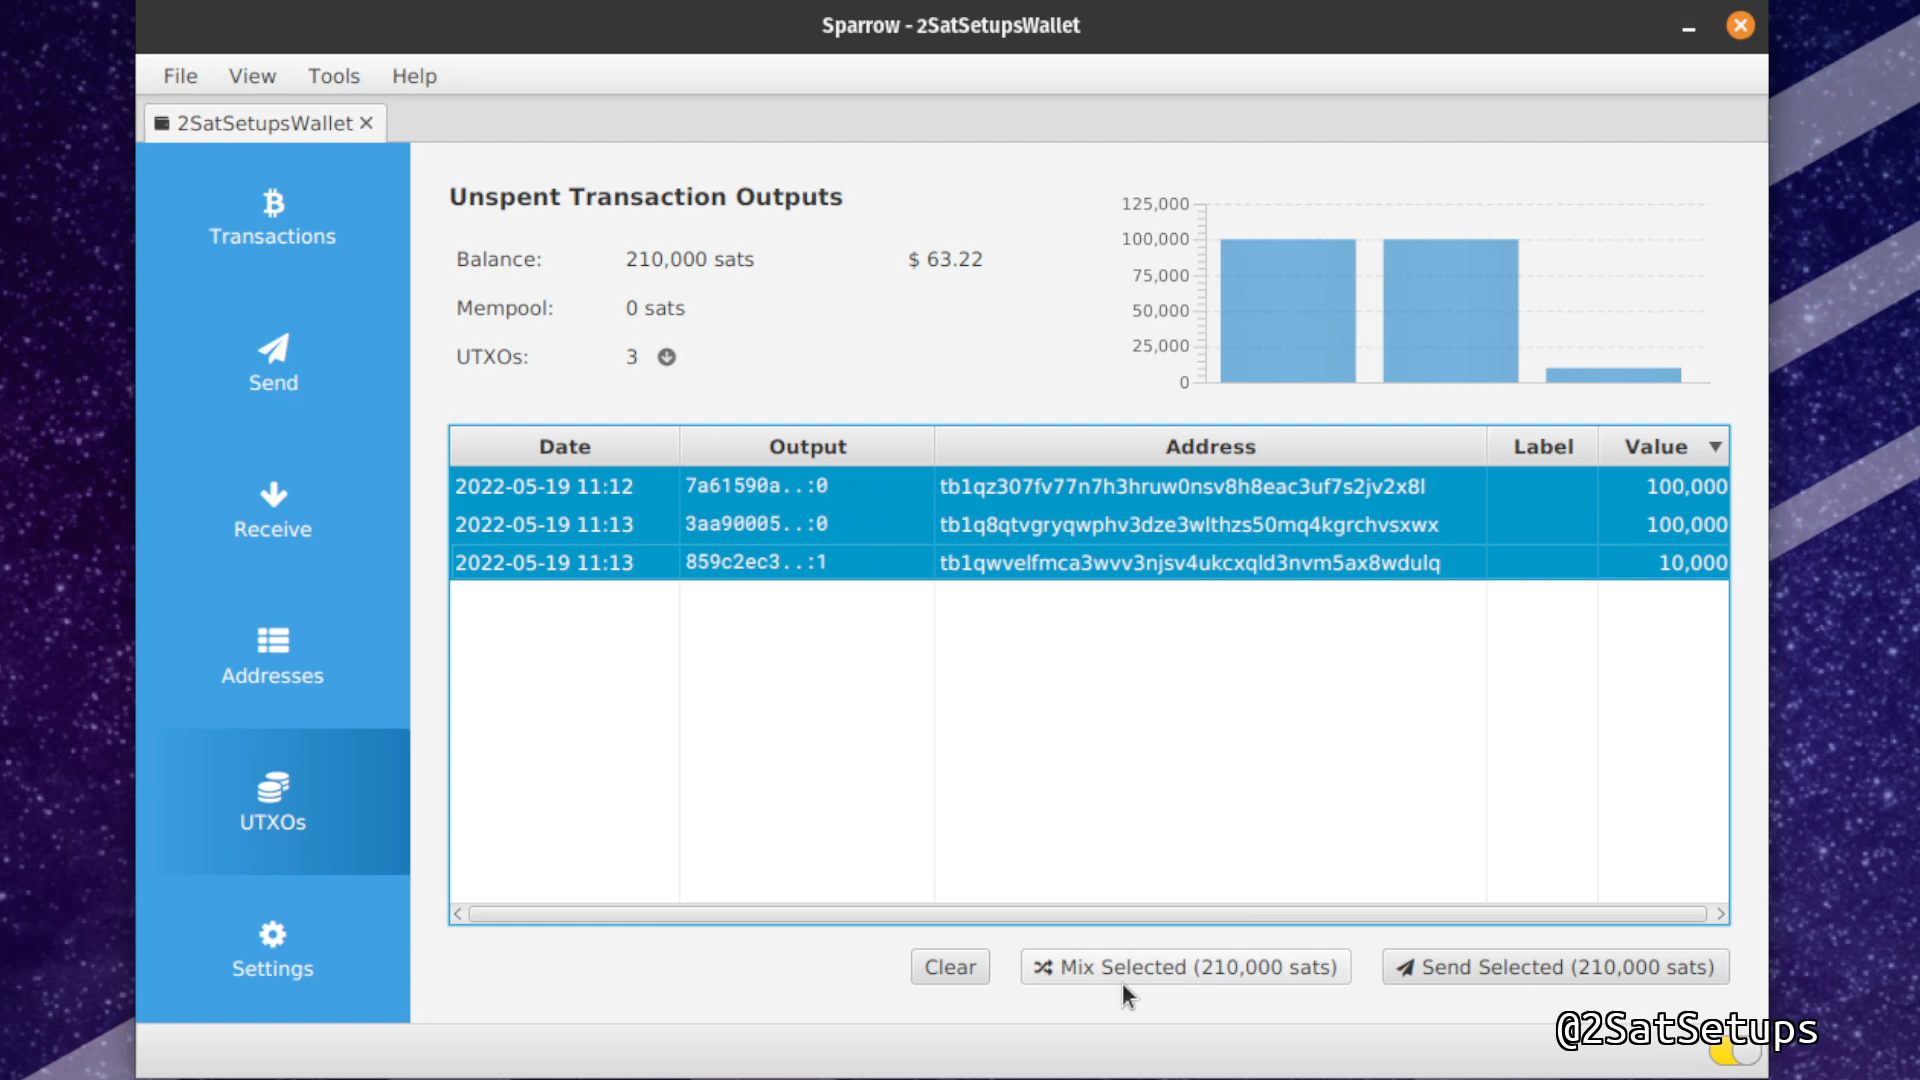 Sparrow - 2SatSetupsWallet
File View Tools Help
2SatSetupsWallet
Transactions
Send
Receive
Addresses
UTXOs
Settings
Unspent Transaction Outputs
Balance: 210,000 sats $ 63.22
Mempool: 0 sats
UTXOs: 3
125,000
100,000
75,000
50,000
25,000
0
Date Output Address Label Value
2022-05-19 11:12 7a61590a..:0 tb1qz307fv77n7h3hruw0nsv8h8eac3uf7s2jv2x8l 100,000
2022-05-19 11:13 3aa90005..:0 tb1q8qtvgryqwphv3dze3wlthzs50mq4kgrchvsxwx 100,000
2022-05-19 11:13 859c2ec3..:1 tb1qwvelfmca3wvv3njsv4ukcxqld3nvm5ax8wdulq 10,000
Clear Mix Selected (210,000 sats) Send Selected (210,000 sats)
@2SatSetups